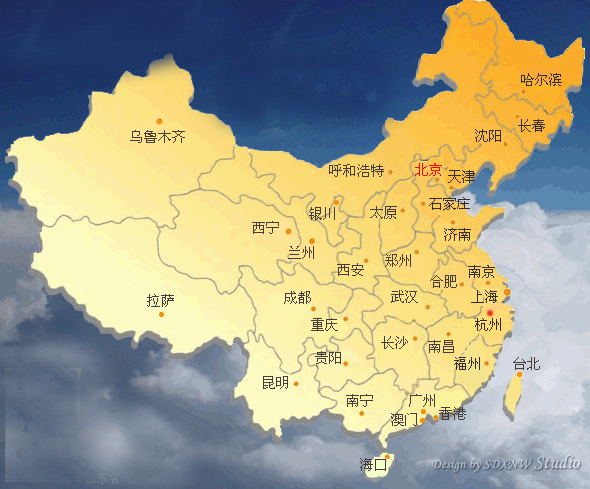 哈尔滨
长春
沈阳
乌鲁木齐
呼和浩特
北京
天津
银川
太原
石家庄
西宁
济南
兰州
郑州
西安
合肥
南京
上海
拉萨
成都
武汉
重庆
杭州
长沙
南昌
贵阳
福州
台北
昆明
南宁
广州
澳门
香港
海口
Design by SDXNW Studio